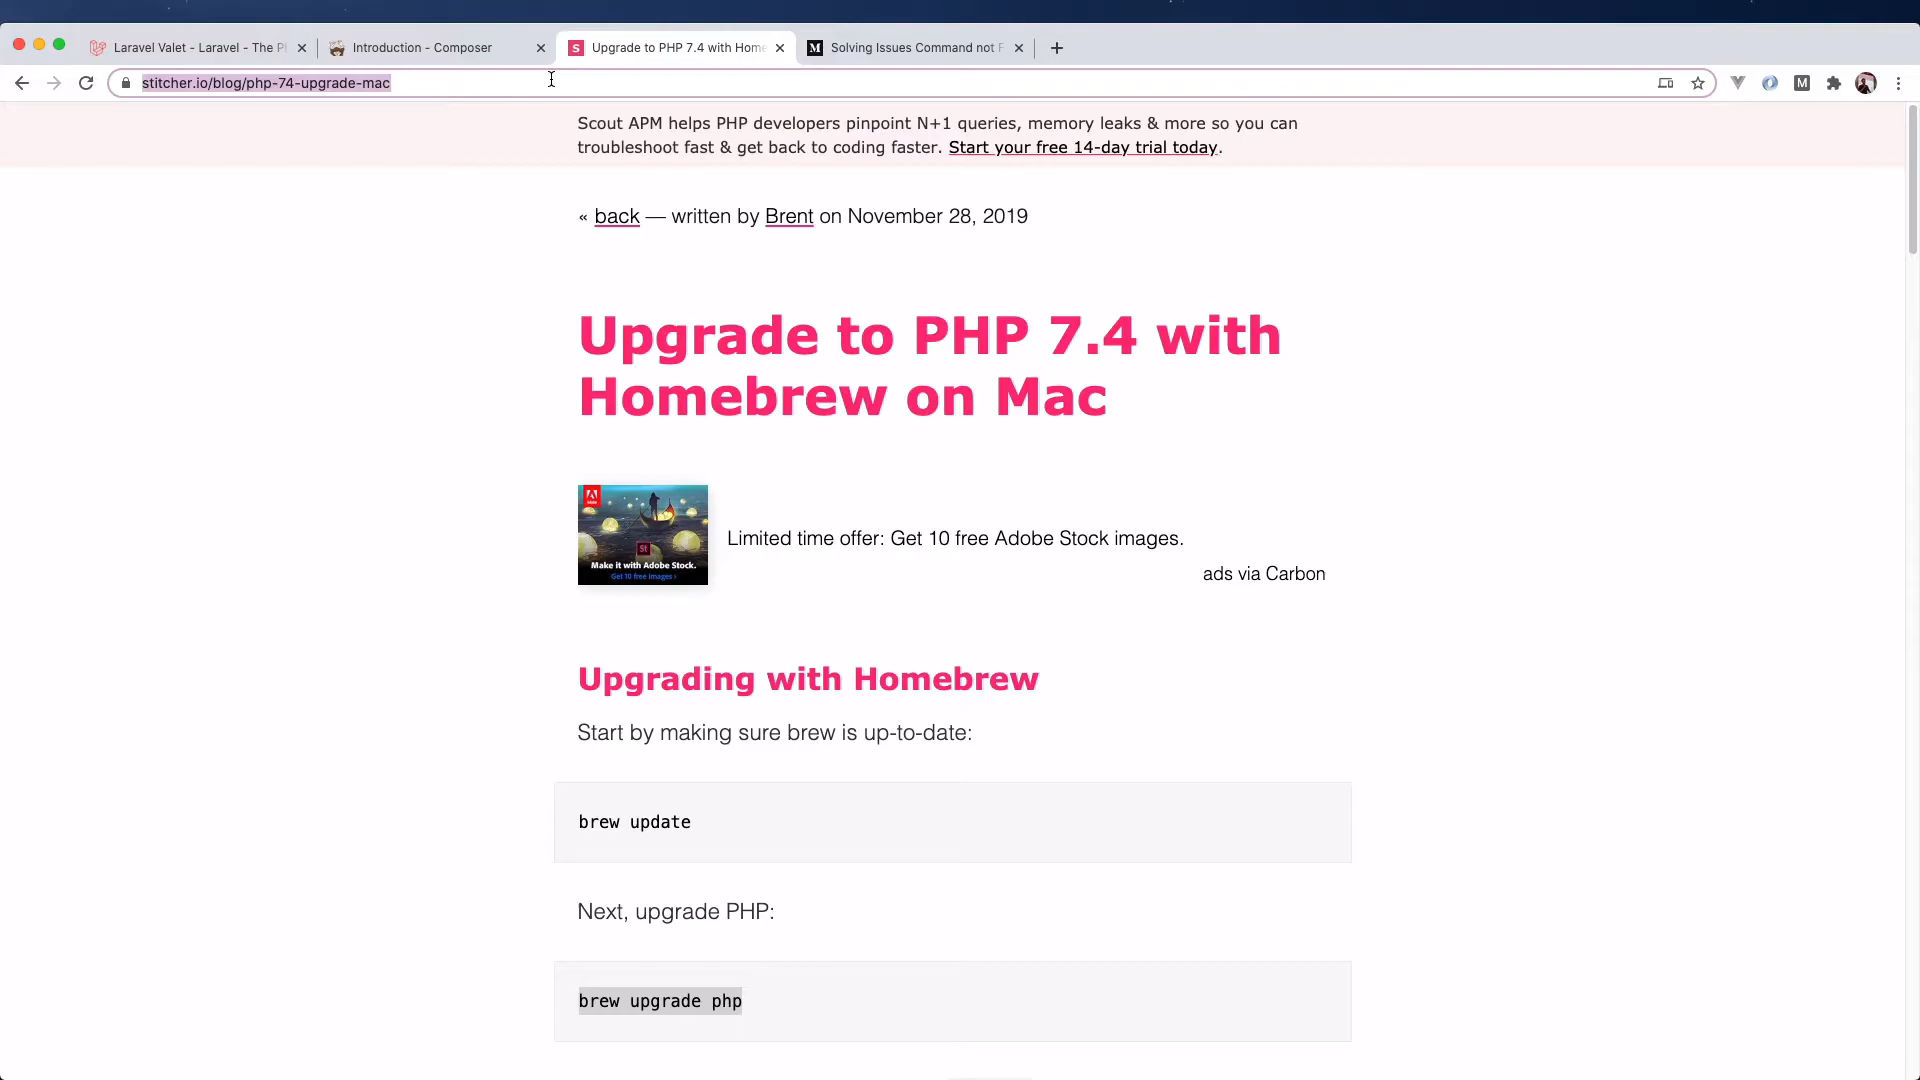 Laravel Valet - Laravel - The P
Introduction - Composer
S
Upgrade to PHP 7.4 with Home
M
Solving Issues Command not F
stitcher.io/blog/php-74-upgrade-mac
M
Scout APM helps PHP developers pinpoint N+1 queries, memory leaks & more so you can
troubleshoot fast & get back to coding faster. Start your free 14-day trial today.
« back — written by Brent on November 28, 2019
Upgrade to PHP 7.4 with
Homebrew on Mac
St
Make it with Adobe Stock.
Get 10 free images ›
Limited time offer: Get 10 free Adobe Stock images.
ads via Carbon
Upgrading with Homebrew
Start by making sure brew is up-to-date:
brew update
Next, upgrade PHP:
brew upgrade php